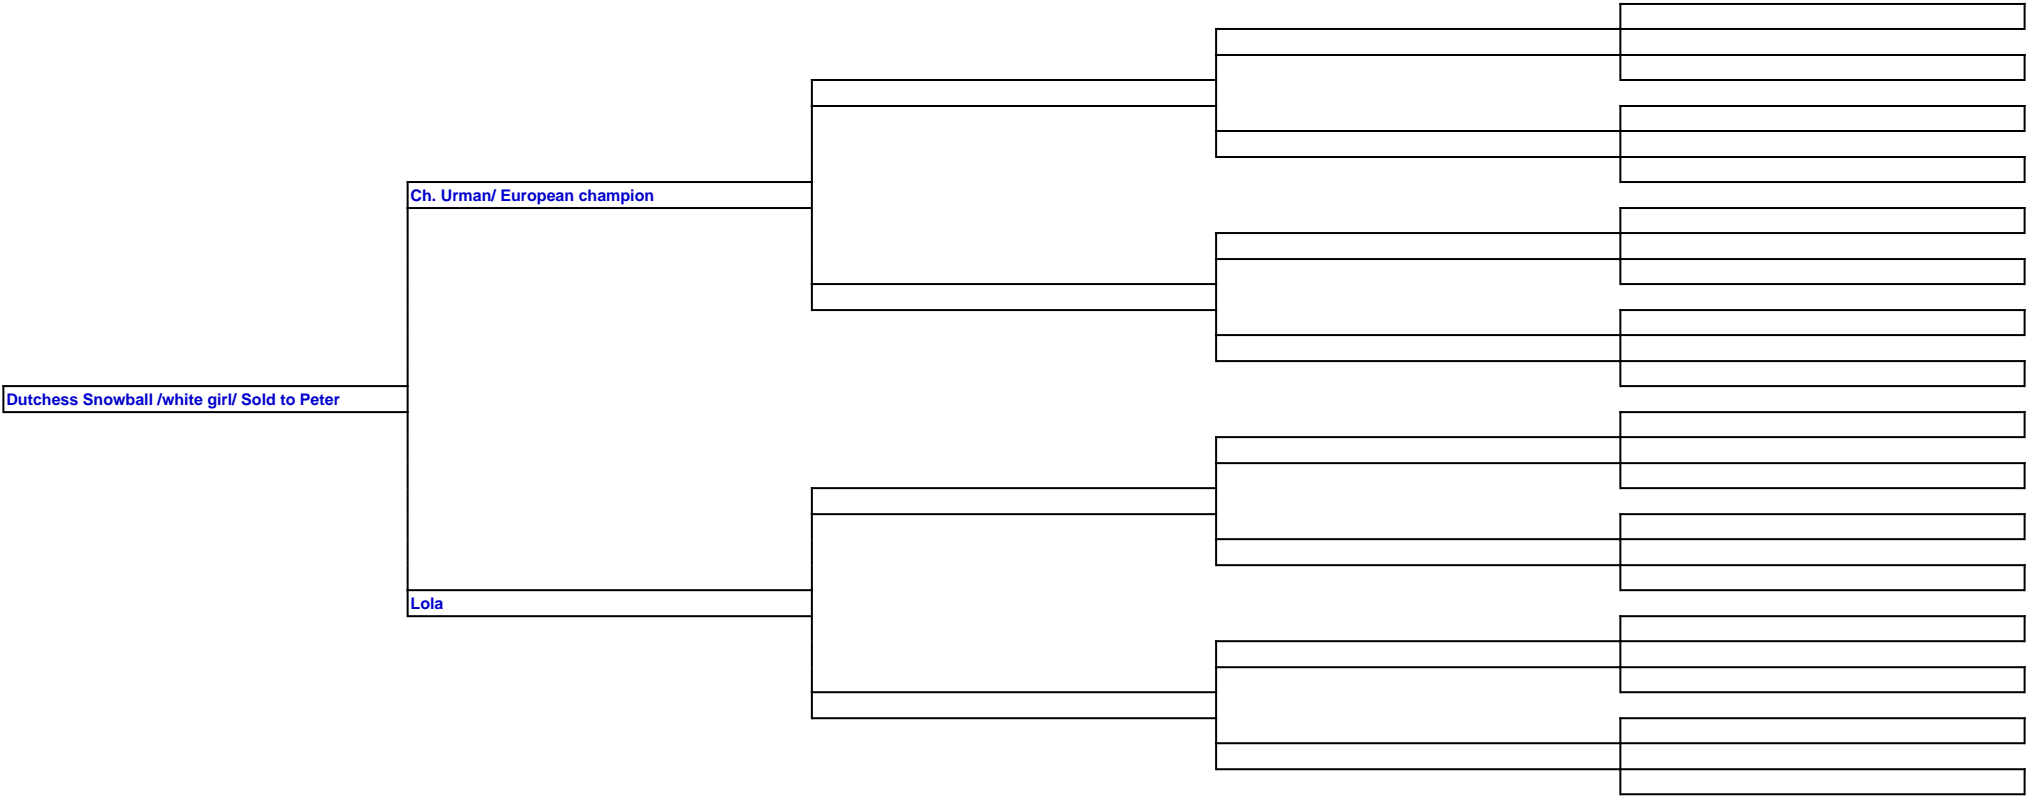 Ch. Urman/ European champion
Dutchess Snowball /white girl/ Sold to Peter
Lola